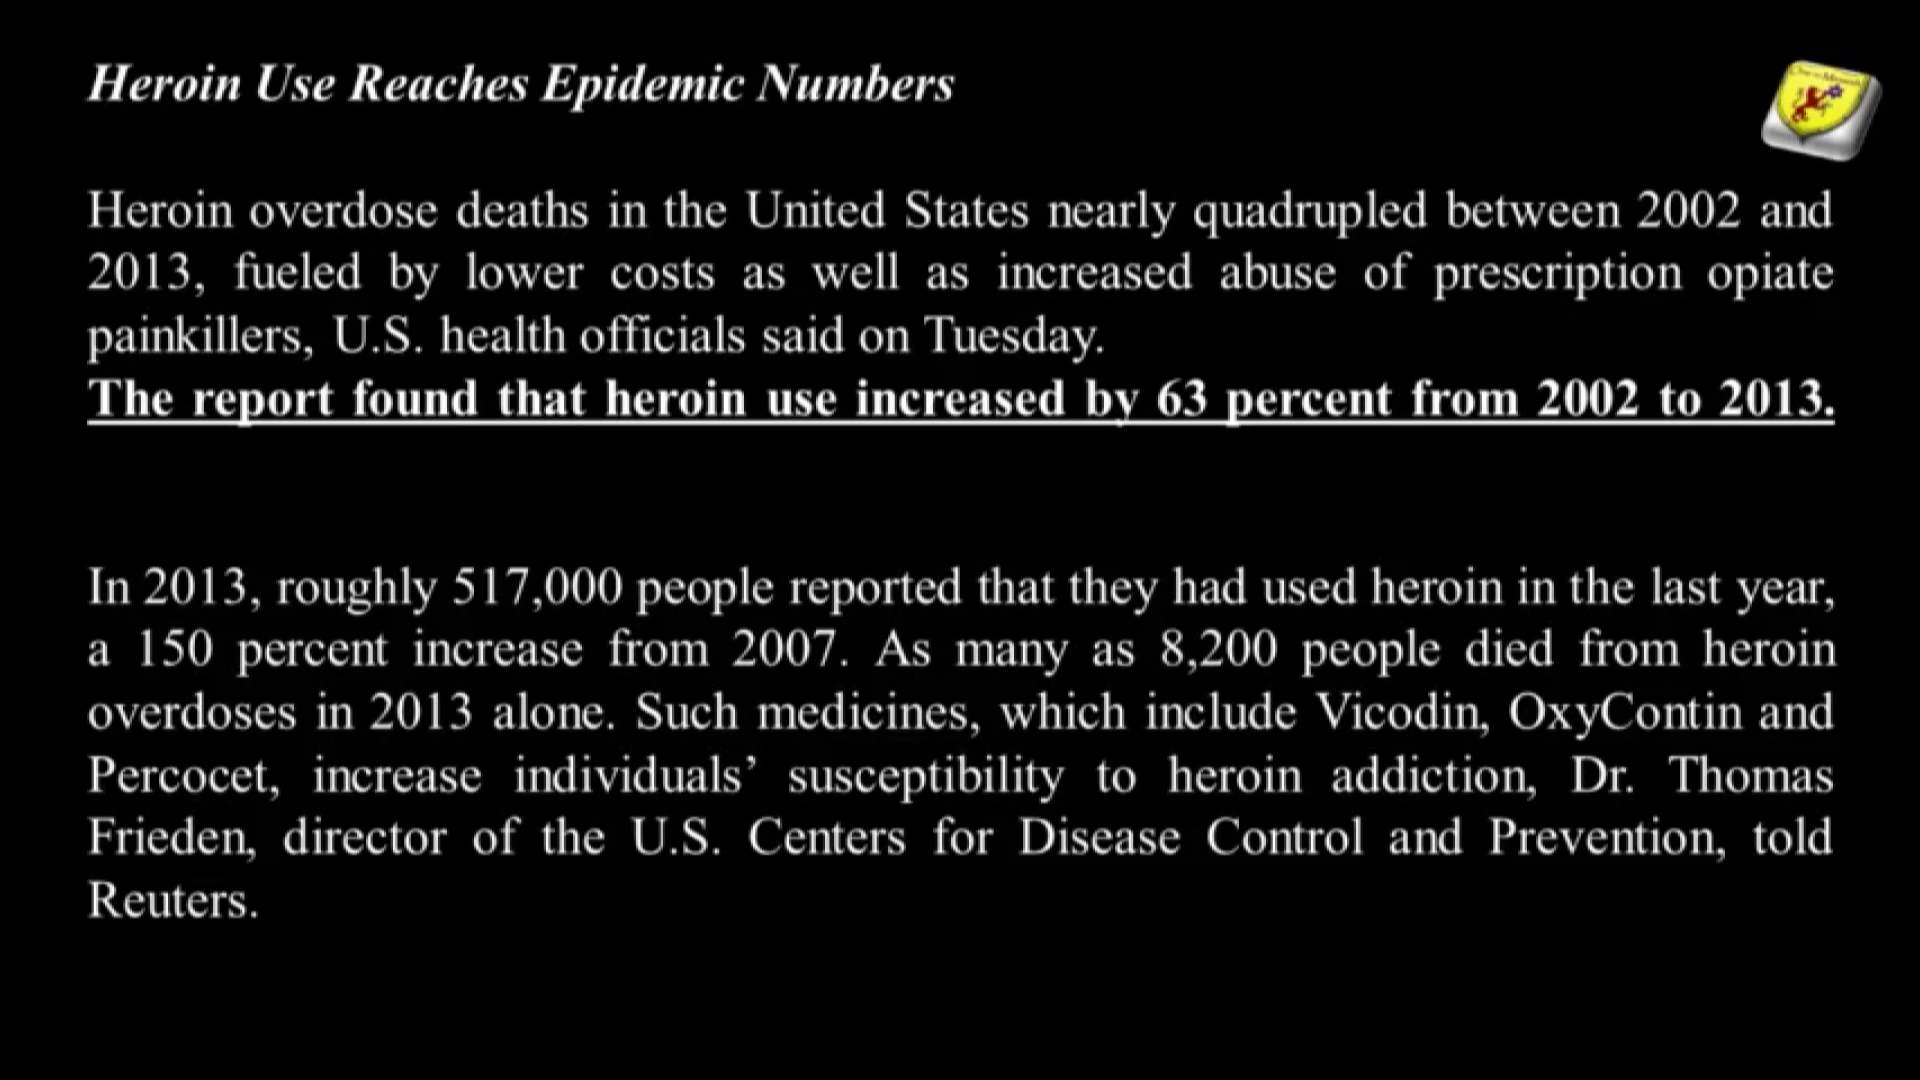 Heroin Use Reaches Epidemic Numbers
Heroin overdose deaths in the United States nearly quadrupled between 2002 and
2013, fueled by lower costs as well as increased abuse of prescription opiate
painkillers, U.S. health officials said on Tuesday.
The report found that heroin use increased by 63 percent from 2002 to 2013.
In 2013, roughly 517,000 people reported that they had used heroin in the last year,
a 150 percent increase from 2007. As many as 8,200 people died from heroin
overdoses in 2013 alone. Such medicines, which include Vicodin, OxyContin and
Percocet, increase individuals’ susceptibility to heroin addiction, Dr. Thomas
Frieden, director of the U.S. Centers for Disease Control and Prevention, told
Reuters.